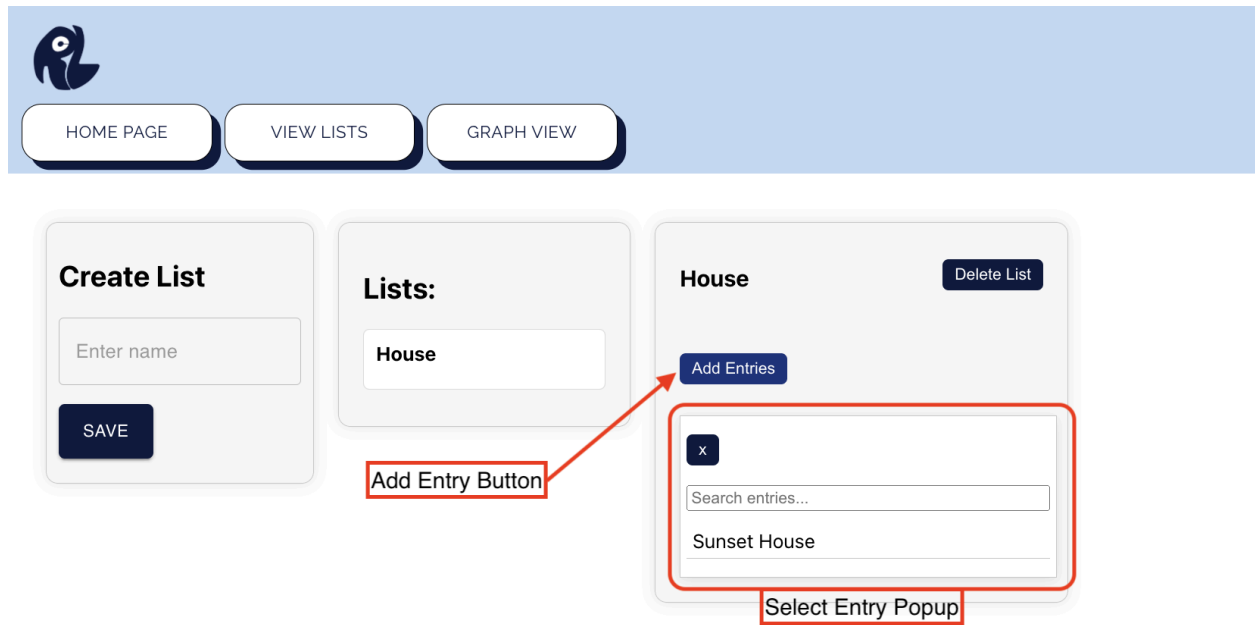 HOME PAGE
VIEW LISTS
GRAPH VIEW
Create List
Enter name
SAVE
Lists:
House
House
Delete List
Add Entries
x
Search entries...
Sunset House
Add Entry Button
Select Entry Popup